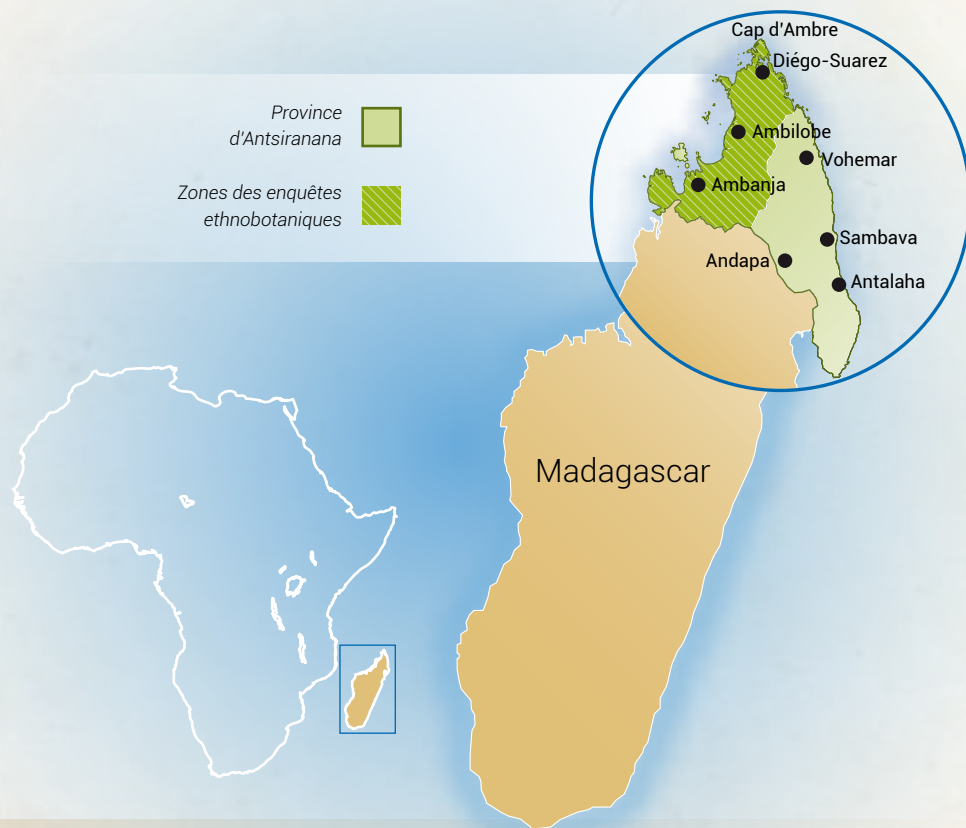 Cap d'Ambre
Diégo-Suarez
Province
d'Antsiranana
Ambilobe
Vohemar
Zones des enquêtes
ethnobotaniques
Ambanja
Sambava
Andapa
Antalaha
Madagascar